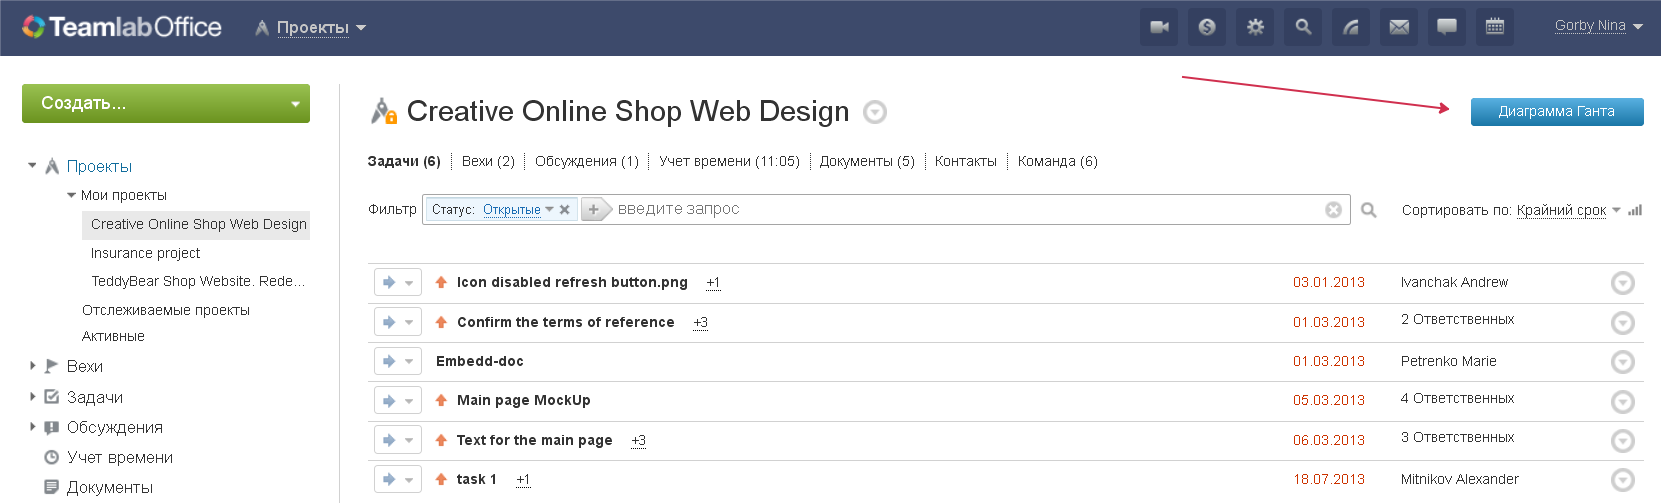 TeamlabOffice Проекты Gorby Nina
Создать...
Проекты
Мои проекты
Creative Online Shop Web Design
Insurance project
TeddyBear Shop Website. Rede...
Отслеживаемые проекты
Активные
Вехи
Задачи
Обсуждения
Учет времени
Документы
Creative Online Shop Web Design
Диаграмма Ганта
Задачи (6) Вехи (2) Обсуждения (1) Учет времени (11:05) Документы (5) Контакты Команда (6)
Фильтр Статус: Открытые введите запрос Сортировать по: Крайний срок
Icon disabled refresh button.png +1 03.01.2013 Ivanchak Andrew
Confirm the terms of reference +3 01.03.2013 2 Ответственных
Embedd-doc 01.03.2013 Petrenko Marie
Main page MockUp 05.03.2013 4 Ответственных
Text for the main page +3 06.03.2013 3 Ответственных
task 1 +1 18.07.2013 Mitnikov Alexander